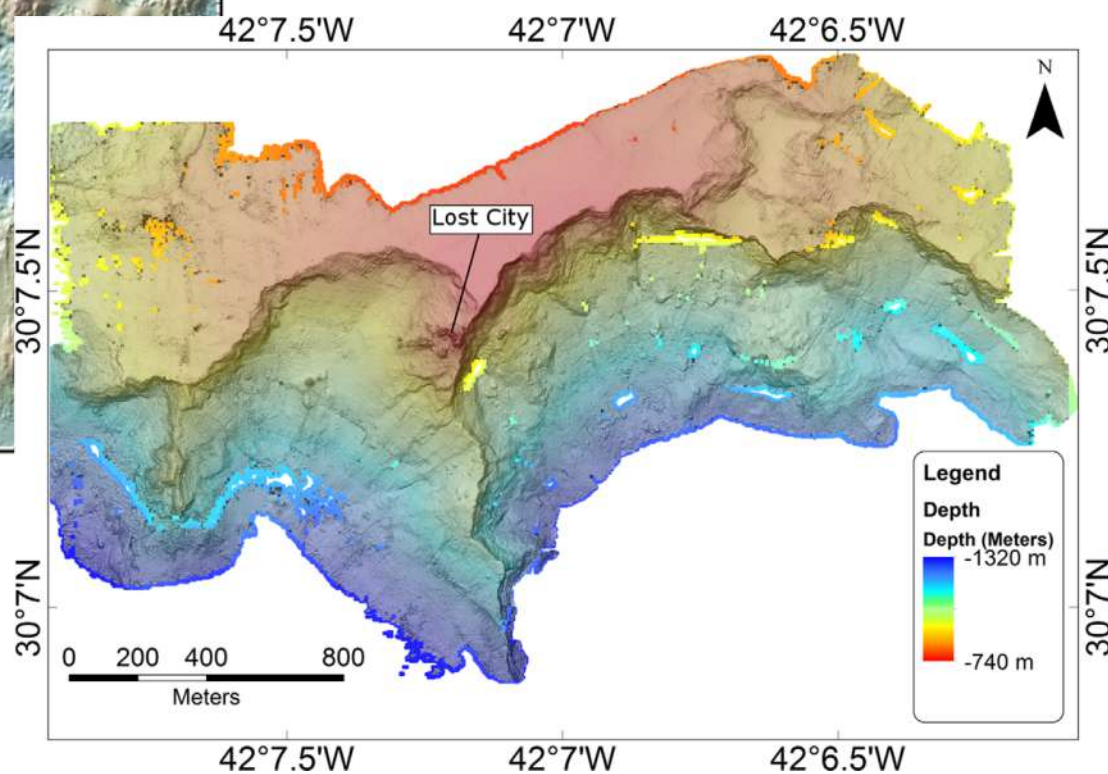 42°7.5'W 42°7'W 42°6.5'W
N
Lost City
30°7.5'N 30°7.5'N
Legend
Depth
Depth (Meters)
-1320 m
-740 m
30°7'N 30°7'N
0 200 400 800
Meters
42°7.5'W 42°7'W 42°6.5'W